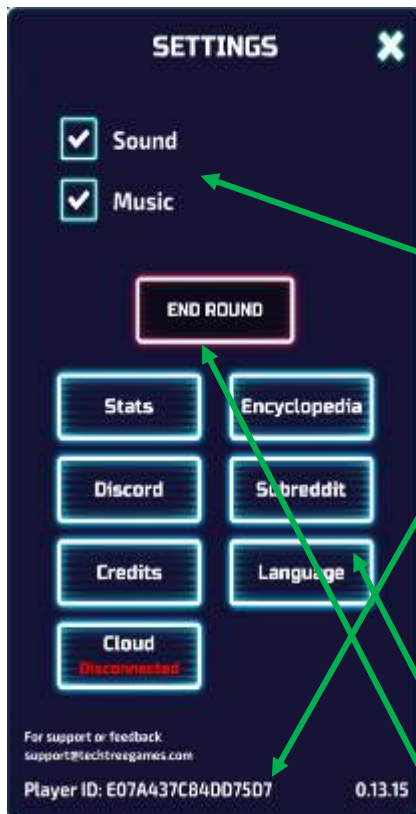 SETTINGS
Sound
Music
END ROUND
Stats
Encyclopedia
Discord
Subreddit
Credits
Language
Cloud
Disconnected
For support or feedback
support@techtreegames.com
Player ID: E07A437C84DD75D7
0.13.15